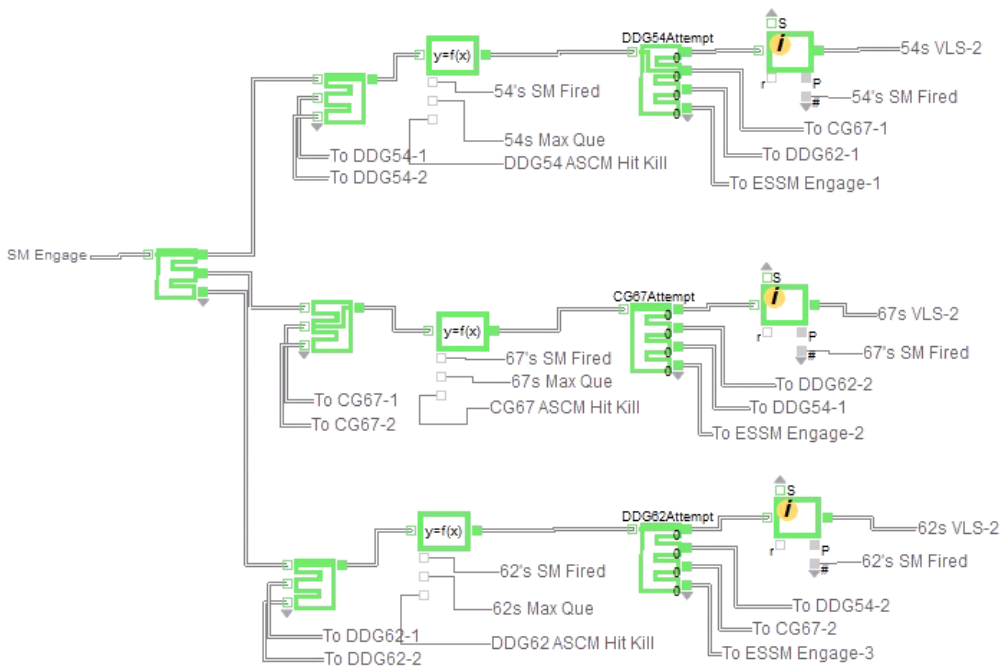 S
DDG54Attempt
i
y=f(x)
54s VLS-2
0
0
r
P
54's SM Fired
0
54's SM Fired
#
0
To CG67-1
54s Max Que
To DDG54-1
DDG54 ASCM Hit Kill
To DDG62-1
To DDG54-2
To ESSM Engage-1
SM Engage
S
CG67Attempt
i
67s VLS-2
0
y=f(x)
0
r
P
67's SM Fired
0
67's SM Fired
#
0
67s Max Que
To DDG62-2
To CG67-1
CG67 ASCM Hit Kill
To DDG54-1
To CG67-2
To ESSM Engage-2
S
DDG62Attempt
i
y=f(x)
62s VLS-2
0
0
r
P
62's SM Fired
0
62's SM Fired
#
0
62s Max Que
To DDG54-2
To DDG62-1
DDG62 ASCM Hit Kill
To CG67-2
To DDG62-2
To ESSM Engage-3